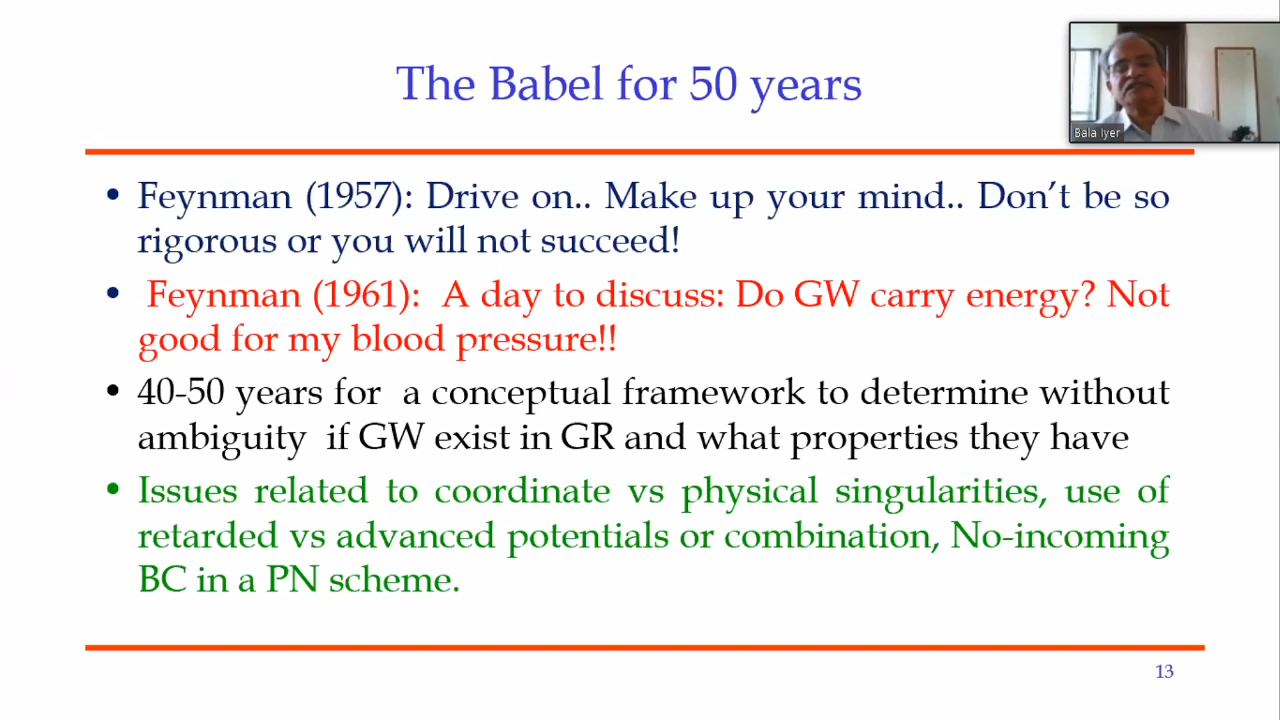 The Babel for 50 years
Bala Iyer
• Feynman (1957): Drive on.. Make up your mind.. Don’t be so
rigorous or you will not succeed!
• Feynman (1961): A day to discuss: Do GW carry energy? Not
good for my blood pressure!!
• 40-50 years for a conceptual framework to determine without
ambiguity if GW exist in GR and what properties they have
• Issues related to coordinate vs physical singularities, use of
retarded vs advanced potentials or combination, No-incoming
BC in a PN scheme.
13